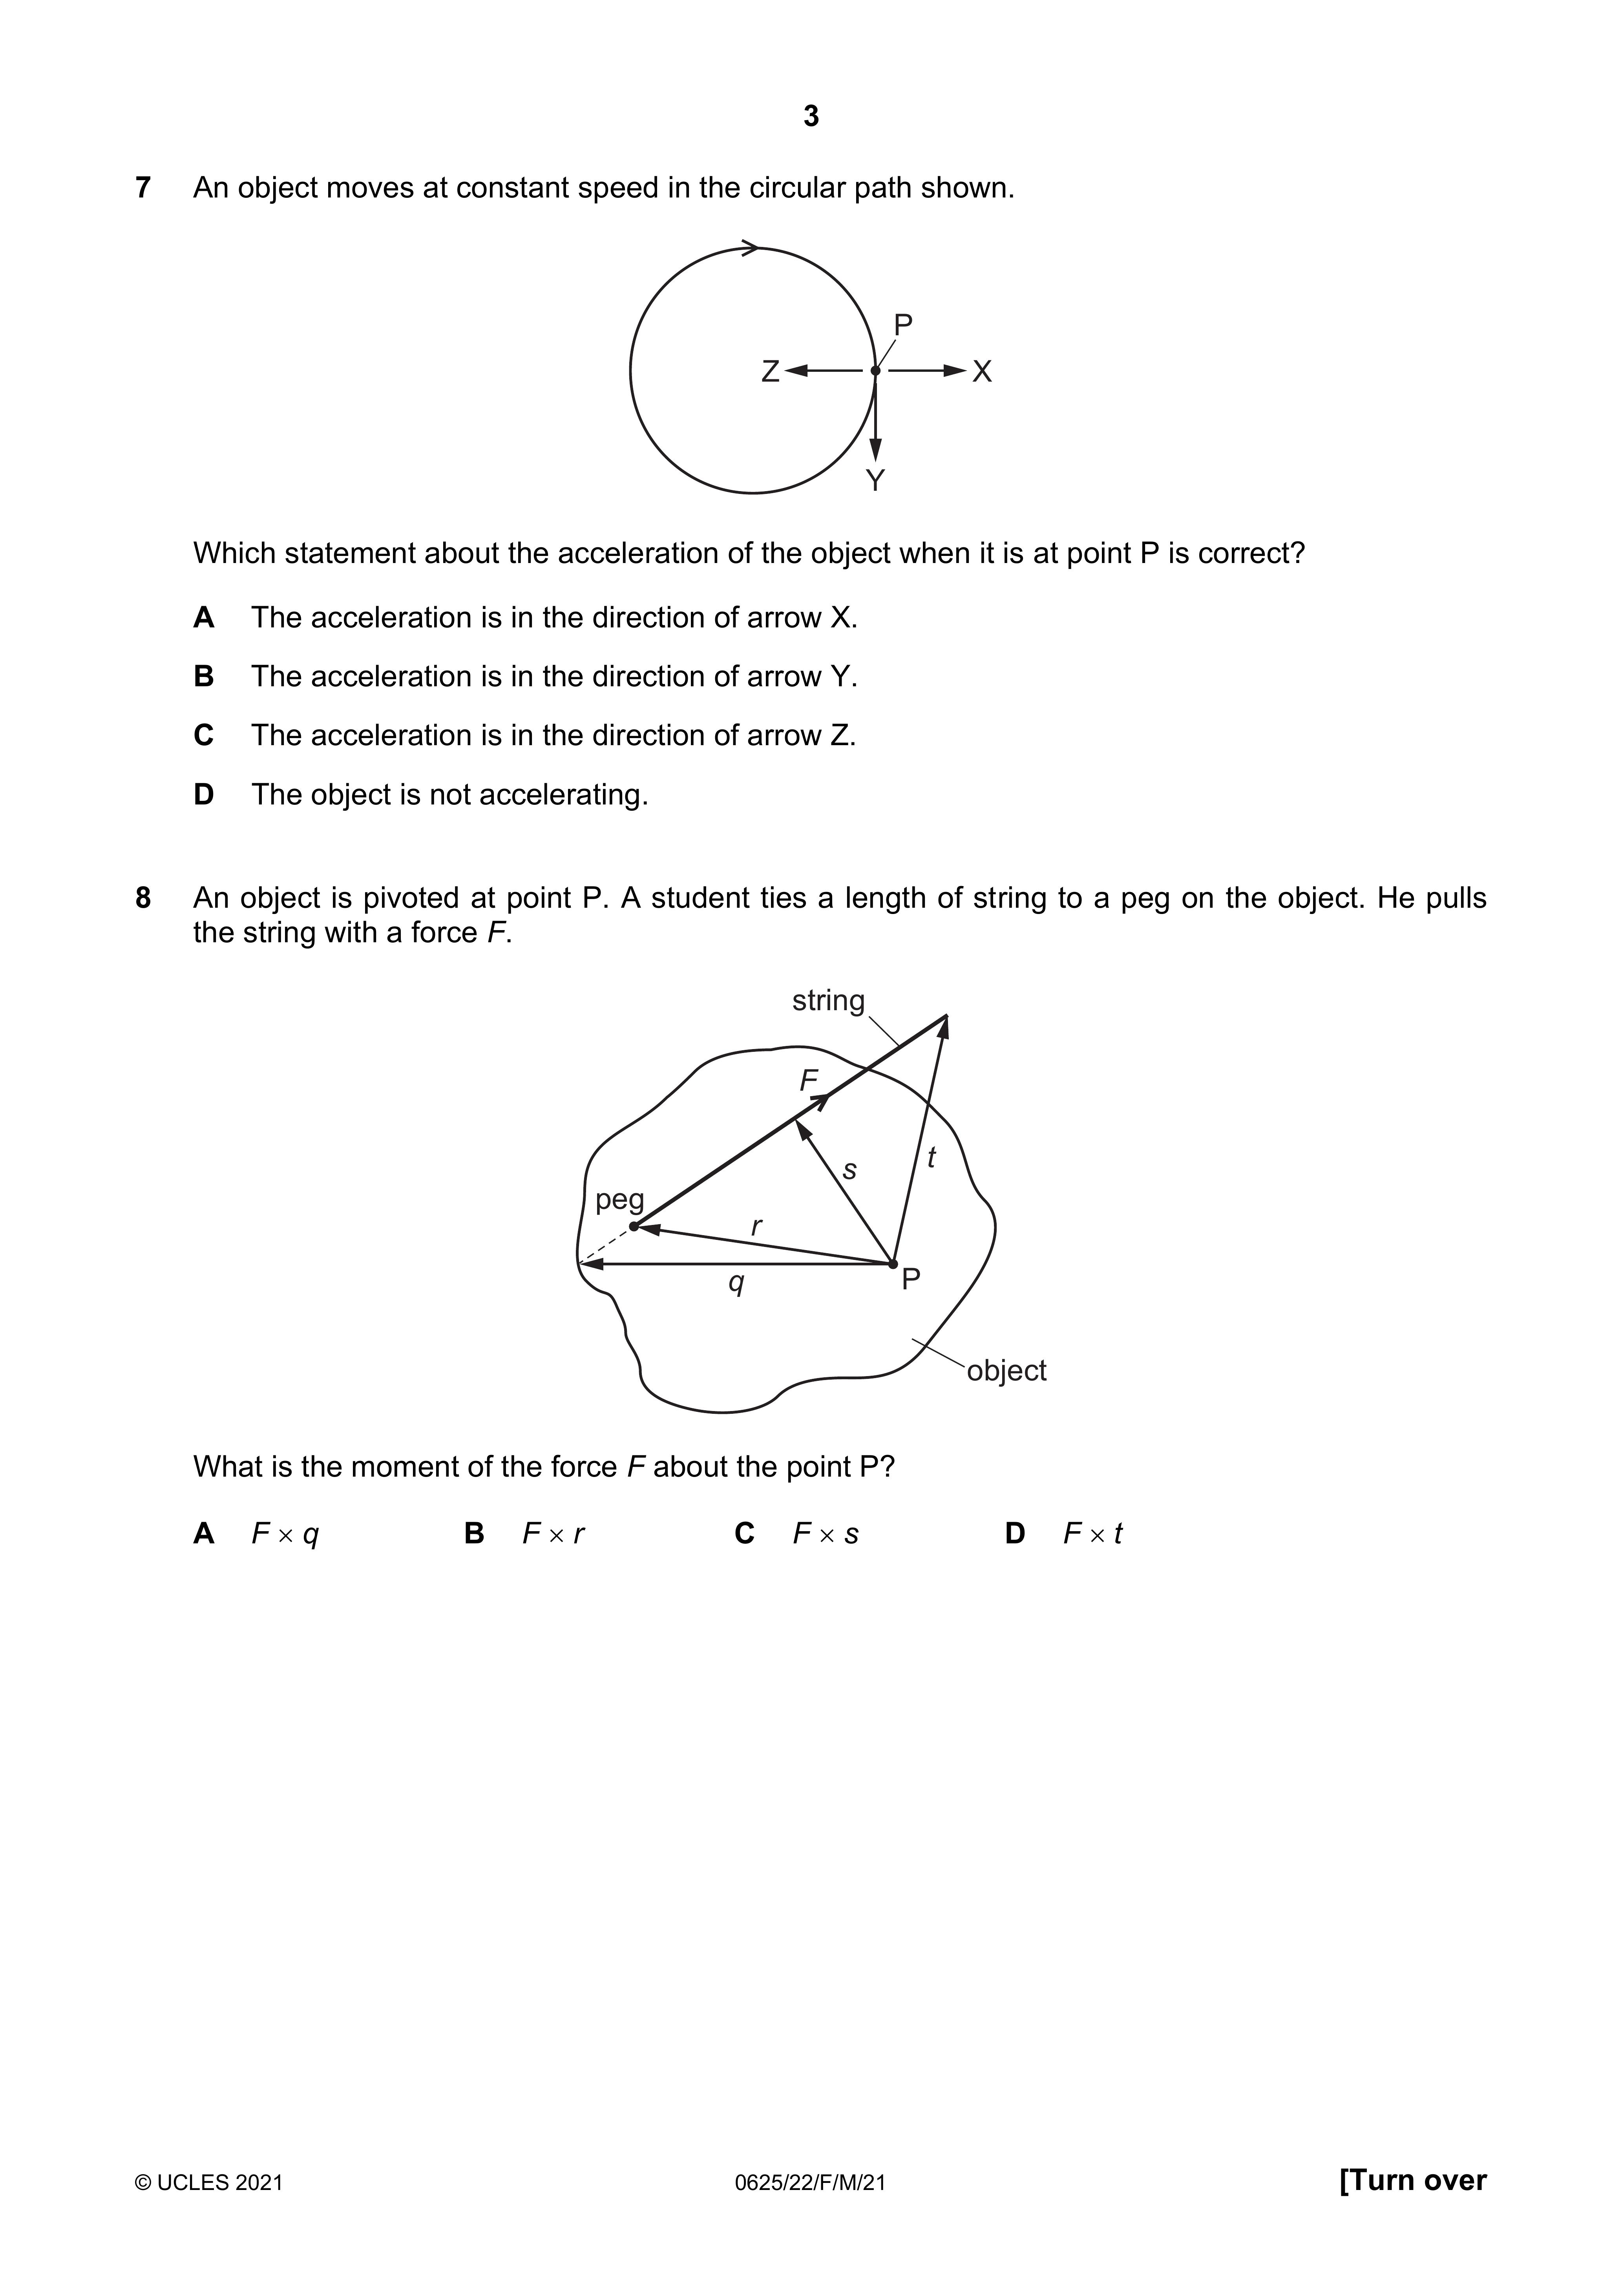 3
7 An object moves at constant speed in the circular path shown.
P
Z X
Y
Which statement about the acceleration of the object when it is at point P is correct?
A The acceleration is in the direction of arrow X.
B The acceleration is in the direction of arrow Y.
C The acceleration is in the direction of arrow Z.
D The object is not accelerating.
8 An object is pivoted at point P. A student ties a length of string to a peg on the object. He pulls
the string with a force F.
string
F
s
t
peg
r
q
P
object
What is the moment of the force F about the point P?
A F × q B F × r C F × s D F × t
© UCLES 2021 0625/22/F/M/21 [Turn over